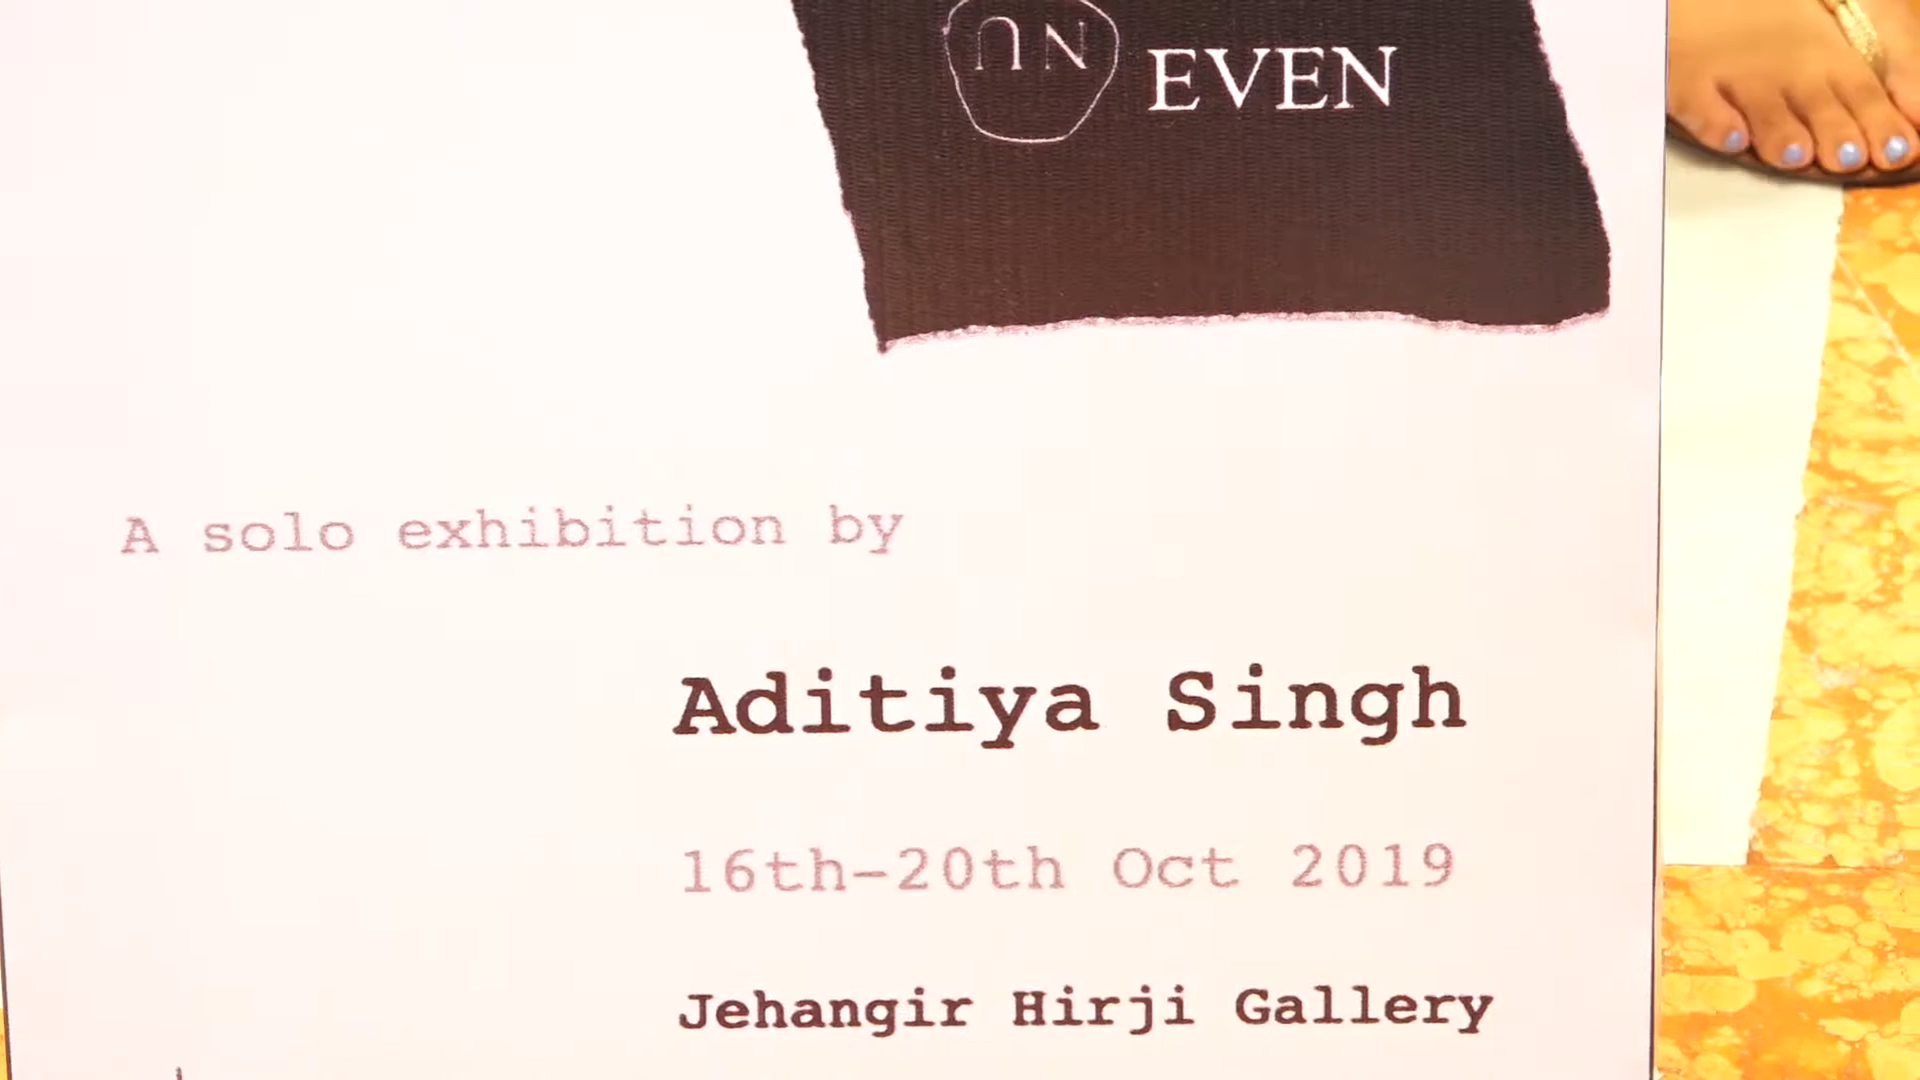 UN EVEN
A solo exhibition by
Aditiya Singh
16th-20th Oct 2019
Jehangir Hirji Gallery